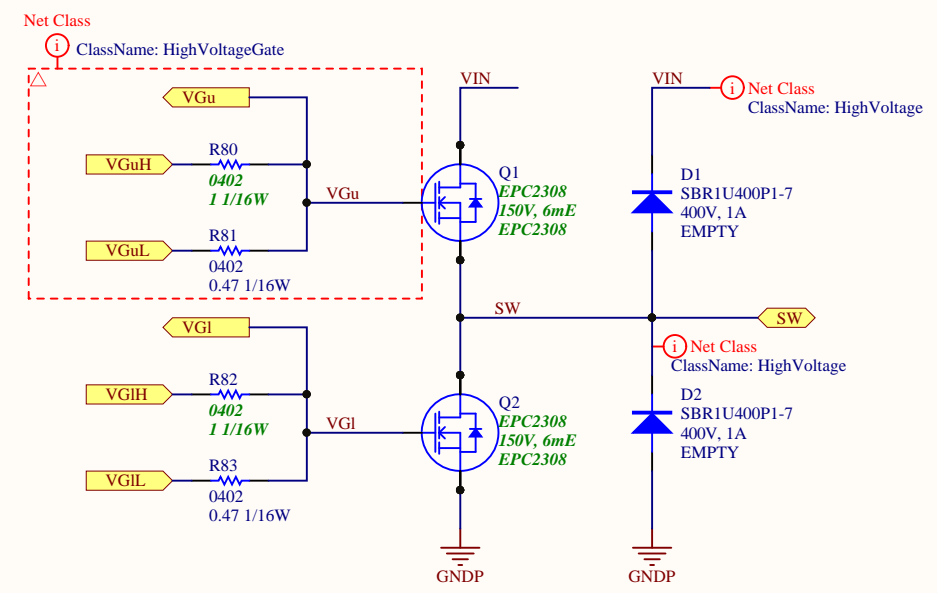 Net Class
i
ClassName: HighVoltageGate
VGu
VGuH
R80
0402
1 1/16W
VGu
VGuL
R81
0402
0.47 1/16W
VIN
Q1
EPC2308
150V, 6mE
EPC2308
VIN
i
Net Class
ClassName: HighVoltage
D1
SBR1U400P1-7
400V, 1A
EMPTY
SW
SW
VGl
VGlH
R82
0402
1 1/16W
VGl
VGlL
R83
0402
0.47 1/16W
Q2
EPC2308
150V, 6mE
EPC2308
i
Net Class
ClassName: HighVoltage
D2
SBR1U400P1-7
400V, 1A
EMPTY
GNDP
GNDP